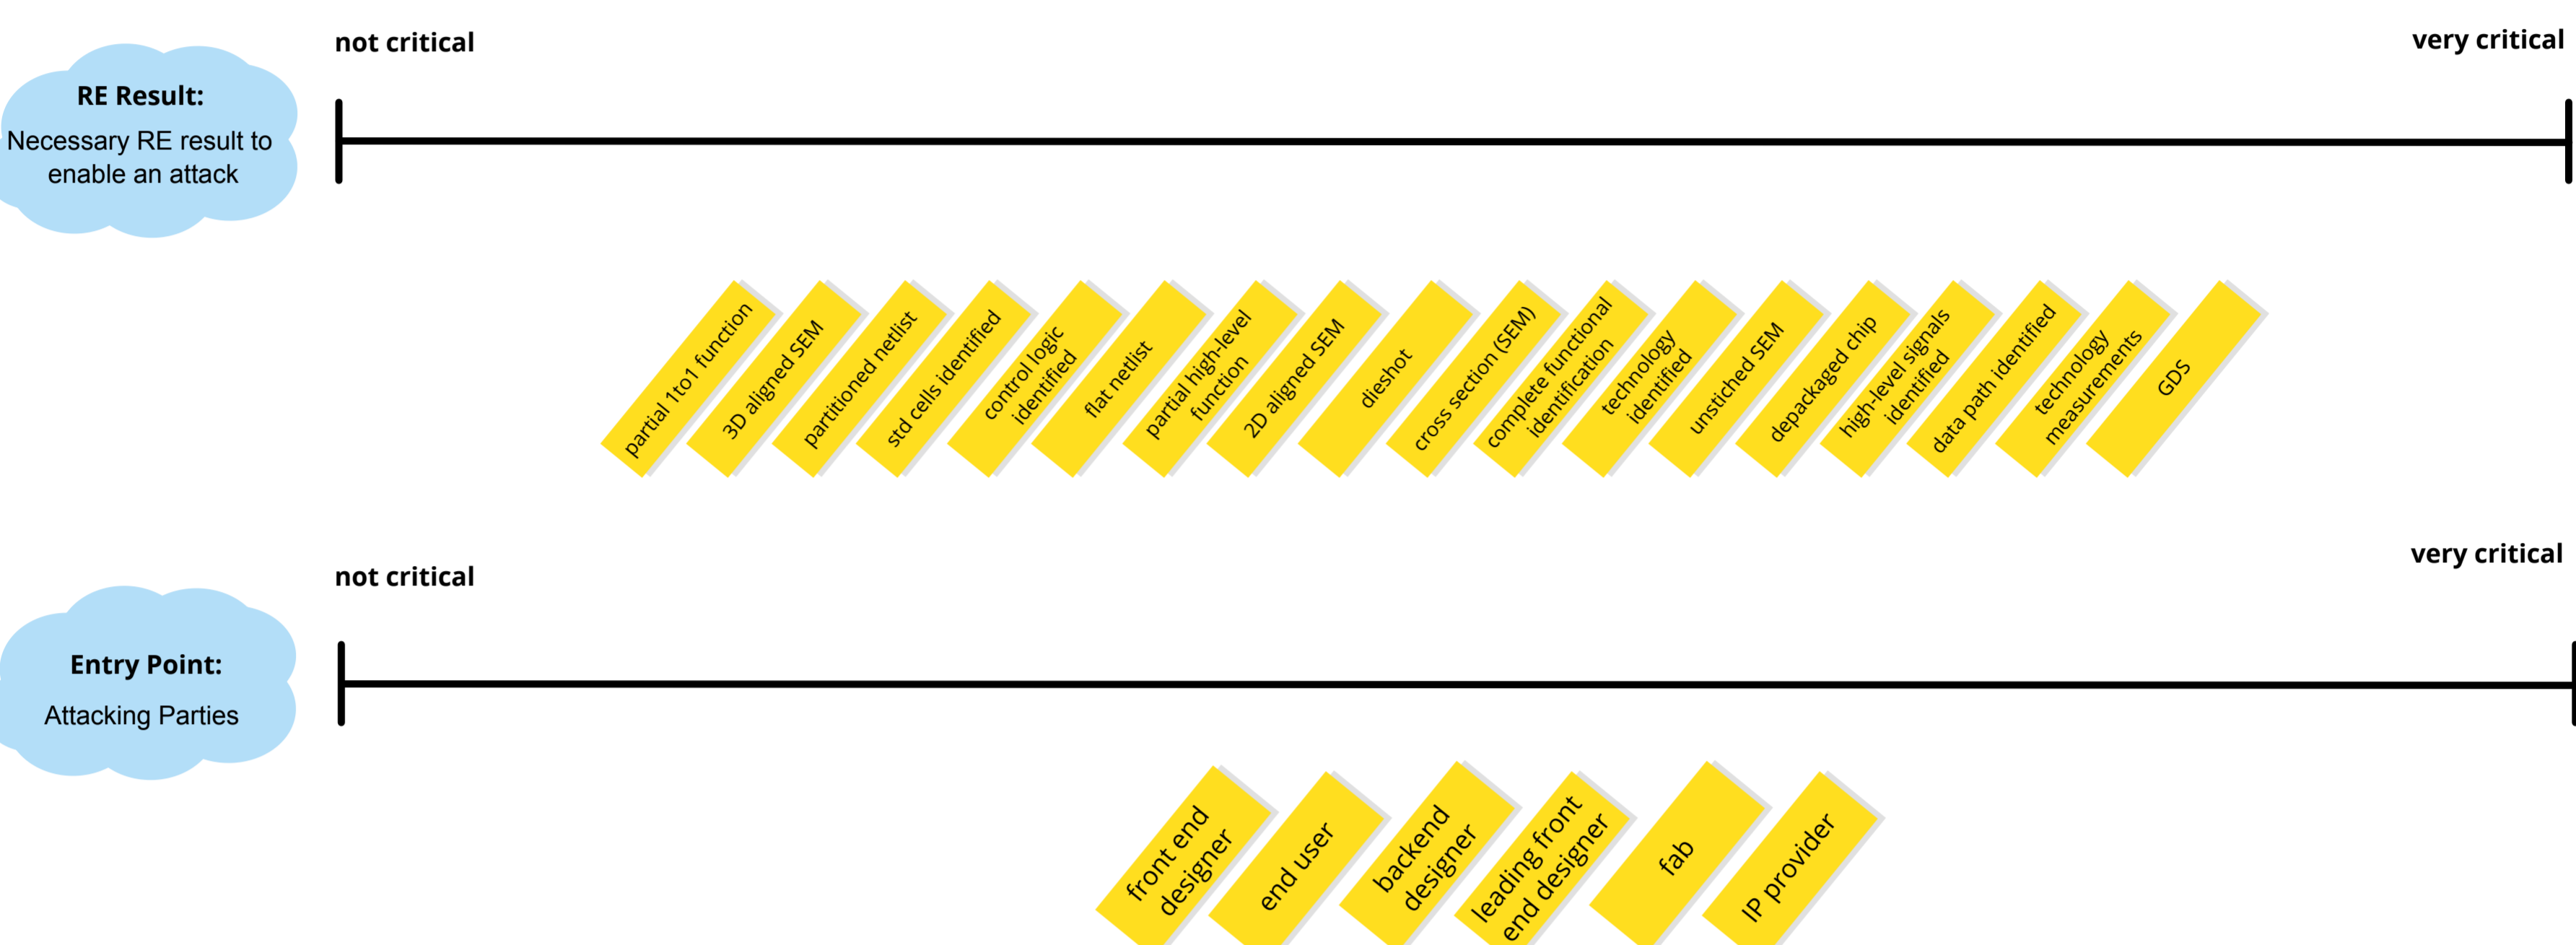 not critical
very critical
RE Result:
Necessary RE result to
enable an attack
partial 1to1 function
3D aligned SEM
partitioned netlist
std cells identified
control logic
identified
flat netlist
partial high-level
function
2D aligned SEM
dieshot
cross section (SEM)
complete functional
identification
technology
identified
unstiched SEM
depackaged chip
high-level signals
identified
data path identified
technology
measurements
GDS
not critical
very critical
Entry Point:
Attacking Parties
front end
designer
end user
backend
designer
leading front
end designer
fab
IP provider